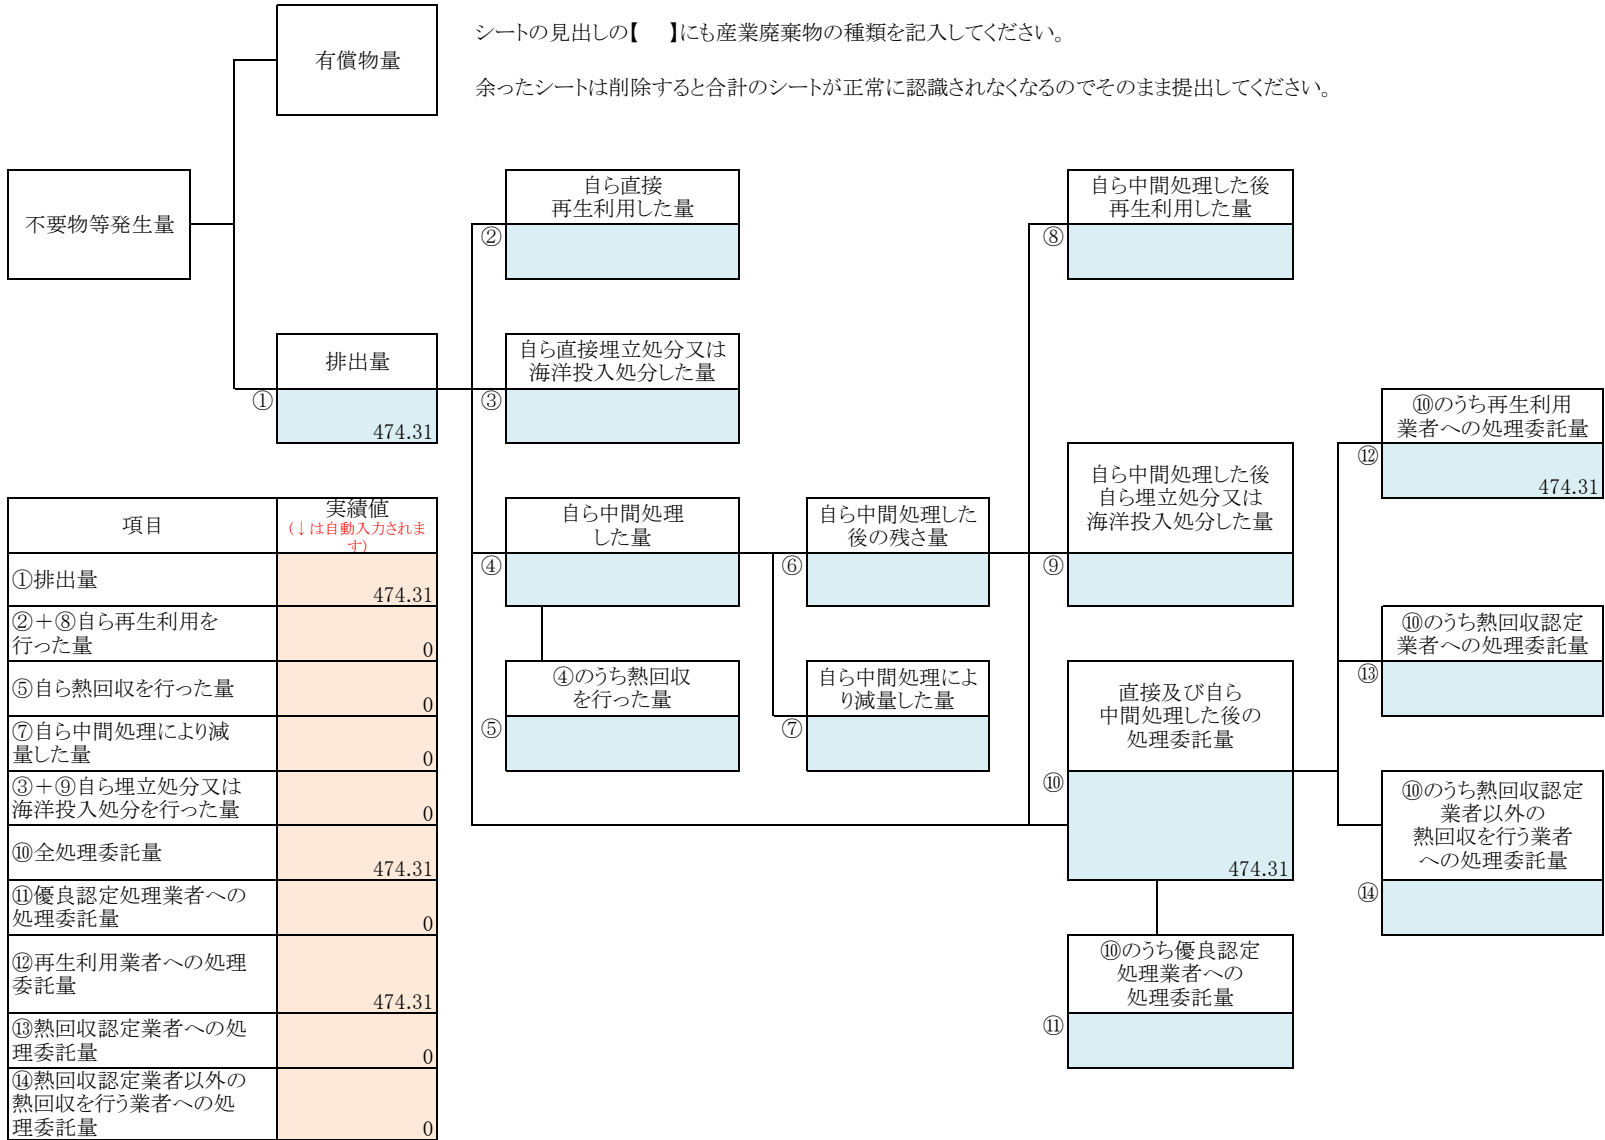 シートの見出しの【　】にも産業廃棄物の種類を記入してください。
余ったシートは削除すると合計のシートが正常に認識されなくなるのでそのまま提出してください。
有償物量
不要物等発生量
自ら直接
再生利用した量
②
自ら中間処理した後
再生利用した量
⑧
排出量
①
474.31
自ら直接埋立処分又は
海洋投入処分した量
③
⑩のうち再生利用
業者への処理委託量
⑫
474.31
自ら中間処理
した量
④
自ら中間処理した
後の残さ量
⑥
自ら中間処理した後
自ら埋立処分又は
海洋投入処分した量
⑨
⑩のうち熱回収認定
業者への処理委託量
⑬
④のうち熱回収
を行った量
⑤
自ら中間処理によ
り減量した量
⑦
直接及び自ら
中間処理した後の
処理委託量
⑩
474.31
⑩のうち熱回収認定
業者以外の
熱回収を行う業者
への処理委託量
⑭
⑩のうち優良認定
処理業者への
処理委託量
⑪
項目
実績値
(↓は自動入力されま
す)
①排出量
474.31
②＋⑧自ら再生利用を
行った量
0
⑤自ら熱回収を行った量
0
⑦自ら中間処理により減
量した量
0
③＋⑨自ら埋立処分又は
海洋投入処分を行った量
0
⑩全処理委託量
474.31
⑪優良認定処理業者への
処理委託量
0
⑫再生利用業者への処理
委託量
474.31
⑬熱回収認定業者への処
理委託量
0
⑭熱回収認定業者以外の
熱回収を行う業者への処
理委託量
0